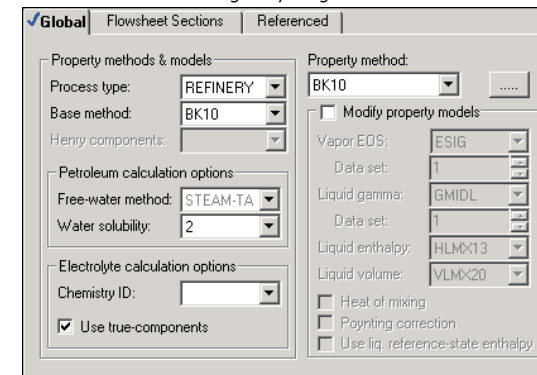 Global Flowsheet Sections Referenced
Property methods & models
Process type: REFINERY
Base method: BK10
Henry components:
Petroleum calculation options
Free-water method: STEAM-TA
Water solubility: 2
Electrolyte calculation options
Chemistry ID:
Use true-components
Property method:
BK10 .....
Modify property models
Vapor EOS: ESIG
Data set: 1
Liquid gamma: GMIDL
Data set: 1
Liquid enthalpy: HLMX13
Liquid volume: VLMX20
Heat of mixing
Poynting correction
Use liq. reference-state enthalpy